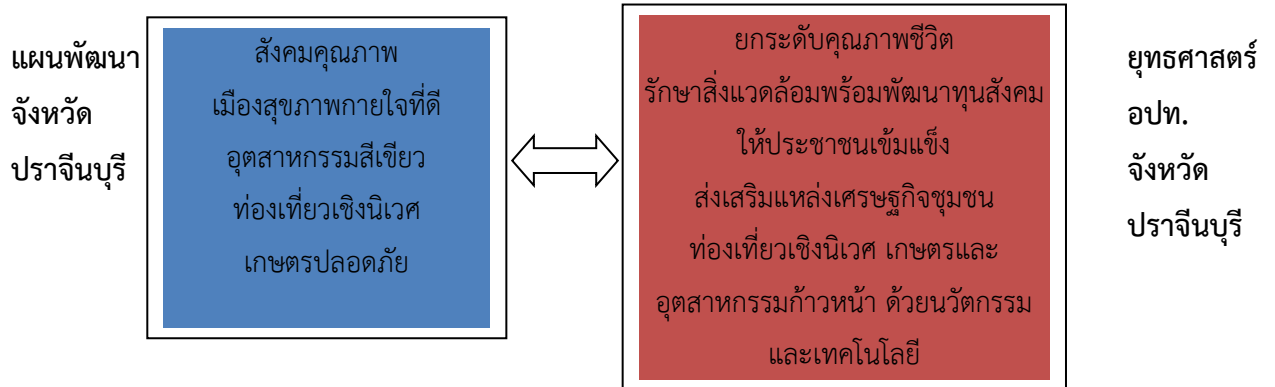 แผนพัฒนา
จังหวัด
ปราจีนบุรี
สังคมคุณภาพ
เมืองสุขภาพกายใจที่ดี
อุตสาหกรรมสีเขียว
ท่องเที่ยวเชิงนิเวศ
เกษตรปลอดภัย
ยกระดับคุณภาพชีวิต
รักษาสิ่งแวดล้อมพร้อมพัฒนาทุนสังคม
ให้ประชาชนเข้มแข็ง
ส่งเสริมแหล่งเศรษฐกิจชุมชน
ท่องเที่ยวเชิงนิเวศ เกษตรและ
อุตสาหกรรมก้าวหน้า ด้วยนวัตกรรม
และเทคโนโลยี
ยุทธศาสตร์
อปท.
จังหวัด
ปราจีนบุรี